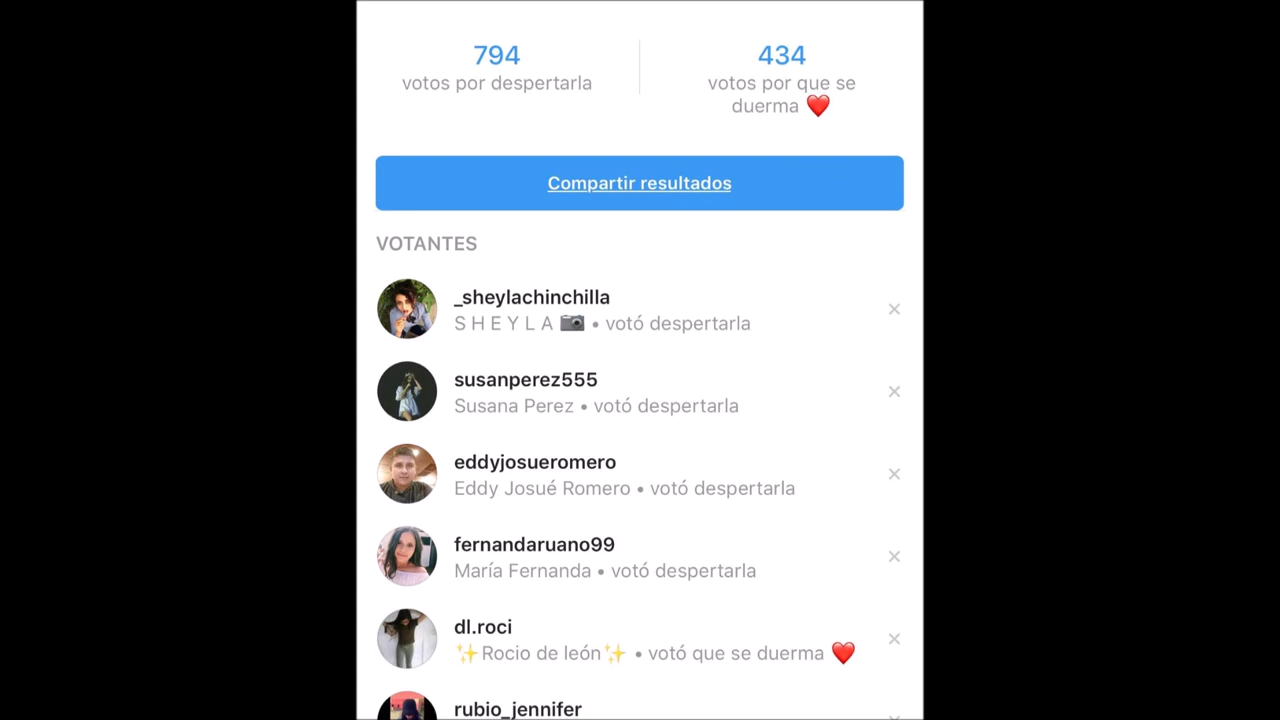 794
votos por despertarla
434
votos por que se
duerma ❤️
Compartir resultados
VOTANTES
_sheylachinchilla
S H E Y L A 📷 • votó despertarla
susanperez555
Susana Perez • votó despertarla
eddyjosueromero
Eddy Josué Romero • votó despertarla
fernandaruano99
María Fernanda • votó despertarla
dl.roci
✨Rocio de león✨ • votó que se duerma ❤️
rubio_jennifer